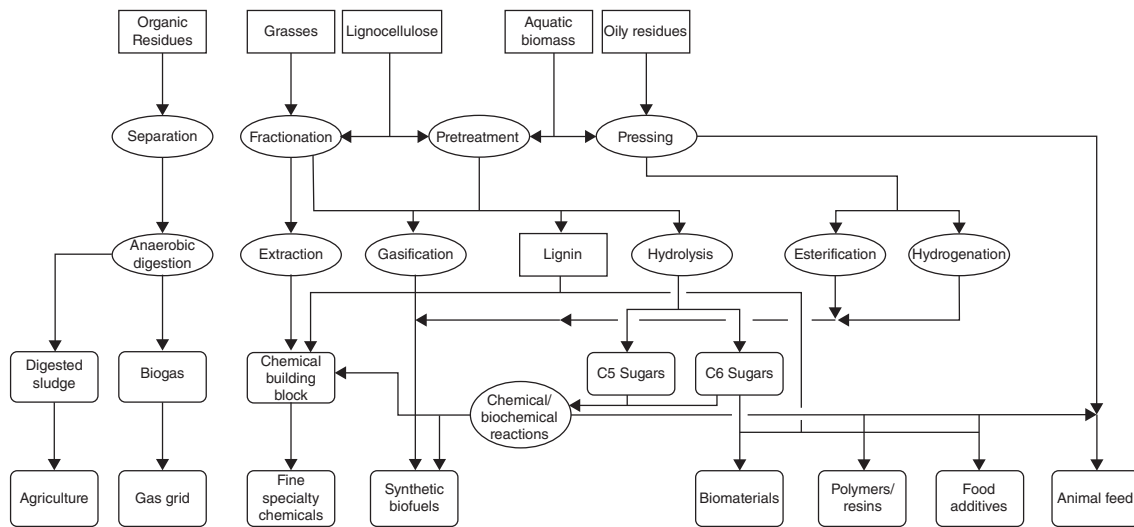 Organic
Residues
Grasses
Lignocellulose
Aquatic
biomass
Oily residues
Separation
Fractionation
Pretreatment
Pressing
Anaerobic
digestion
Extraction
Gasification
Lignin
Hydrolysis
Esterification
Hydrogenation
Digested
sludge
Biogas
Chemical
building
block
C5 Sugars
C6 Sugars
Chemical/
biochemical
reactions
Agriculture
Gas grid
Fine
specialty
chemicals
Synthetic
biofuels
Biomaterials
Polymers/
resins
Food
additives
Animal feed